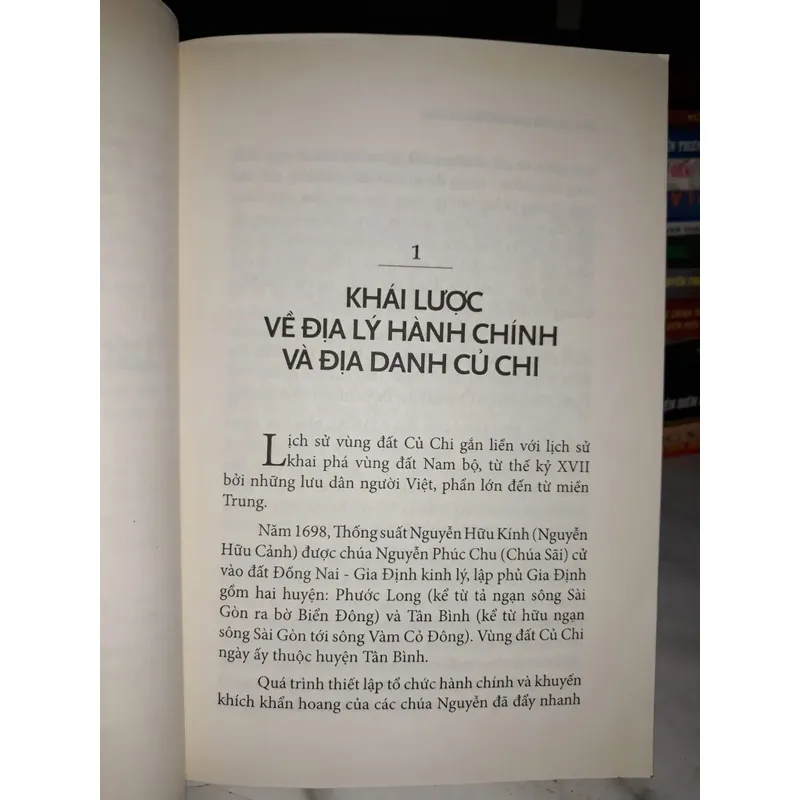 1
KHÁI LƯỢC
VỀ ĐỊA LÝ HÀNH CHÍNH
VÀ ĐỊA DANH CỦ CHI
Lịch sử vùng đất Củ Chi gắn liền với lịch sử
khai phá vùng đất Nam bộ, từ thế kỷ XVII
bởi những lưu dân người Việt, phần lớn đến từ miền
Trung.
Năm 1698, Thống suất Nguyễn Hữu Kính (Nguyễn
Hữu Cảnh) được chúa Nguyễn Phúc Chu (Chúa Sãi) cử
vào đất Đồng Nai - Gia Định kinh lý, lập phủ Gia Định
gồm hai huyện: Phước Long (kể từ tả ngạn sông Sài
Gòn ra bờ Biển Đông) và Tân Bình (kể từ hữu ngạn
sông Sài Gòn tới sông Vàm Cỏ Đông). Vùng đất Củ Chi
ngày ấy thuộc huyện Tân Bình.
Quá trình thiết lập tổ chức hành chính và khuyến
khích khẩn hoang của các chúa Nguyễn đã đẩy nhanh